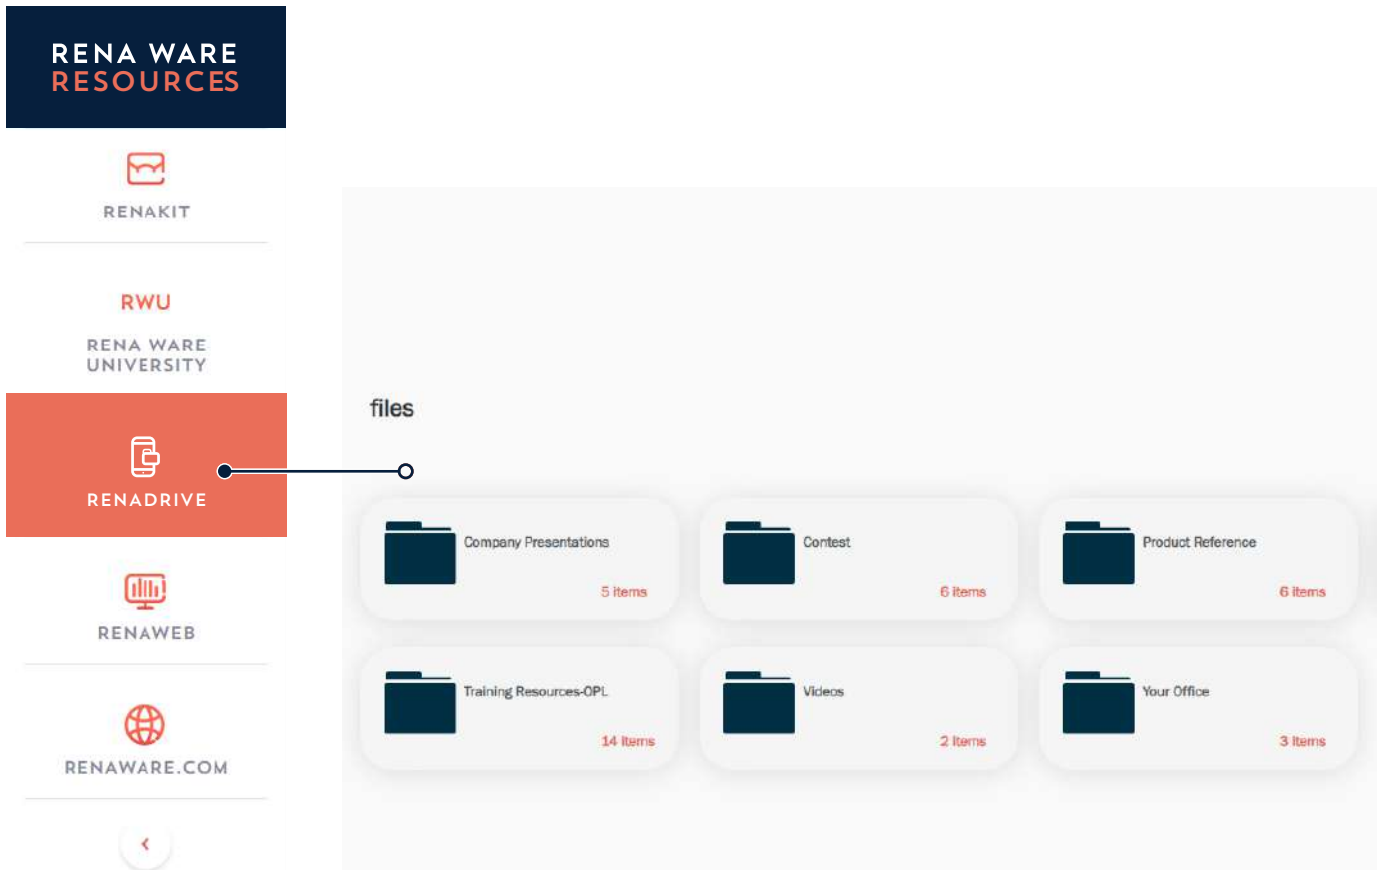 RENA WARE
RESOURCES
RENAKIT
RWU
RENA WARE
UNIVERSITY
RENADRIVE
RENAWEB
RENAWARE.COM
files
Company Presentations
5 items
Contest
6 items
Product Reference
6 items
Training Resources-OPL
14 items
Videos
2 items
Your Office
3 items